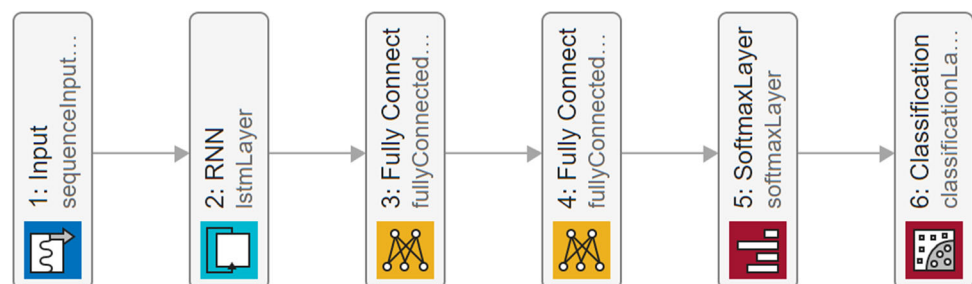 1: Input
sequenceInput...
2: RNN
lstmLayer
3: Fully Connect
fullyConnected...
4: Fully Connect
fullyConnected...
5: SoftmaxLayer
softmaxLayer
6: Classification
classificationLa...